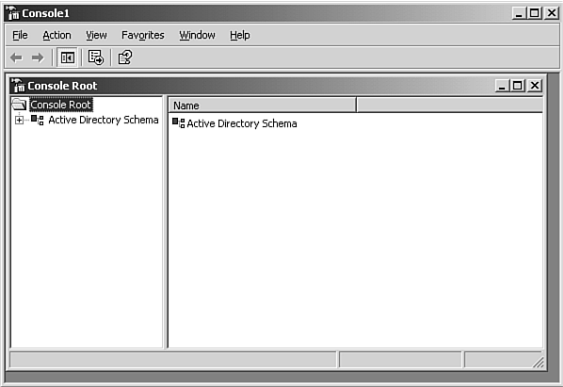 Console1
File Action View Favorites Window Help
Console Root
Console Root
Name
Active Directory Schema
Active Directory Schema